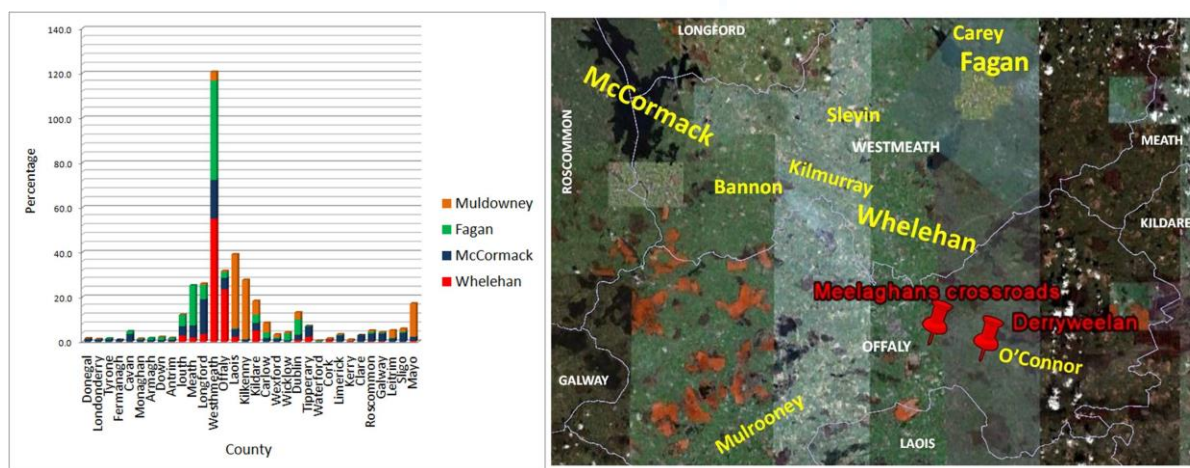 140.0
120.0
100.0
80.0
60.0
40.0
20.0
0.0
Percentage
Donegal
Londonderry
Tyrone
Fermanagh
Cavan
Monaghan
Armagh
Down
Antrim
Louth
Meath
Longford
Westmeath
Offaly
Laois
Kilkenny
Kildare
Carlow
Wexford
Wicklow
Dublin
Tipperary
Waterford
Cork
Limerick
Kerry
Clare
Roscommon
Galway
Leitrim
Sligo
Mayo
County
Muldowney
Fagan
McCormack
Whelehan
LONGFORD
Carey
Fagan
McCormack
Slevin
ROSCOMMON
WESTMEATH
MEATH
Kilmurray
Bannon
Whelehan
KILDARE
Meelaghans crossroads
Derryweelan
OFFALY
O'Connor
GALWAY
Mulrooney
LAOIS